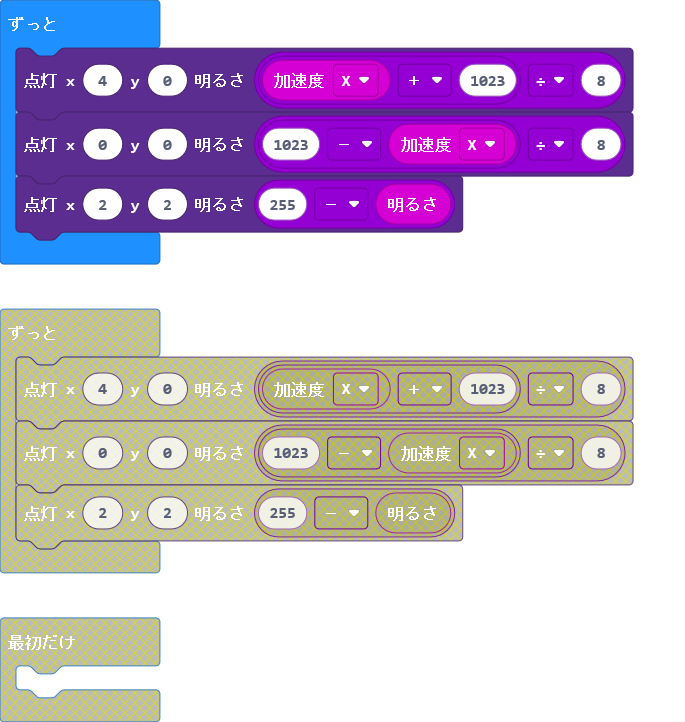 ずっと
点灯 x 4 y 0 明るさ 加速度 X + 1023 ÷ 8
点灯 x 0 y 0 明るさ 1023 - 加速度 X ÷ 8
点灯 x 2 y 2 明るさ 255 - 明るさ
ずっと
点灯 x 4 y 0 明るさ 加速度 X + 1023 ÷ 8
点灯 x 0 y 0 明るさ 1023 - 加速度 X ÷ 8
点灯 x 2 y 2 明るさ 255 - 明るさ
最初だけ